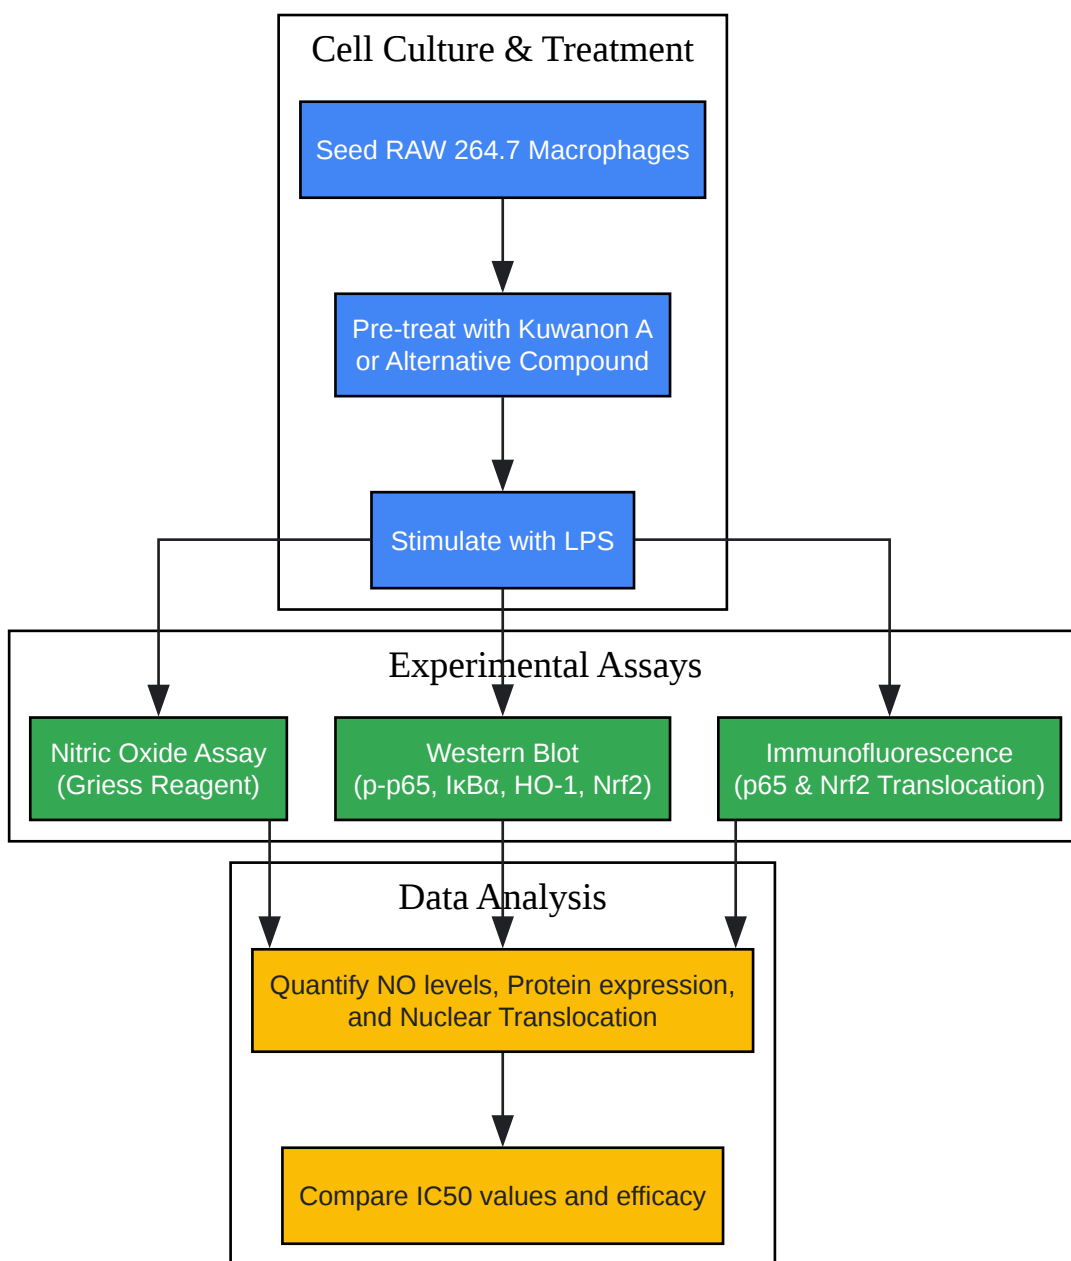 Cell Culture & Treatment
Seed RAW 264.7 Macrophages
Pre-treat with Kuwanon A
or Alternative Compound
Stimulate with LPS
Experimental Assays
Nitric Oxide Assay
(Griess Reagent)
Western Blot
(p-p65, IκBα, HO-1, Nrf2)
Immunofluorescence
(p65 & Nrf2 Translocation)
Data Analysis
Quantify NO levels, Protein expression,
and Nuclear Translocation
Compare IC50 values and efficacy